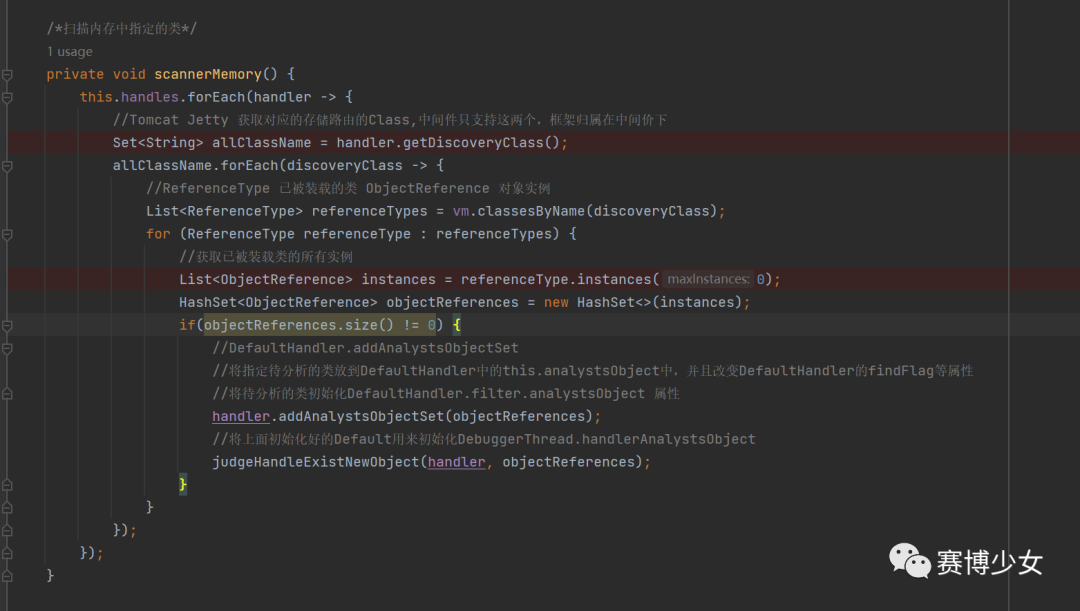 /*扫描内存中指定的类*/
1 usage
private void scannerMemory() {
this.handles.forEach(handler -> {
//Tomcat Jetty 获取对应的存储路由的Class,中间件只支持这两个，框架归属在中间价下
Set<String> allClassName = handler.getDiscoveryClass();
allClassName.forEach(discoveryClass -> {
//ReferenceType 已被装载的类 ObjectReference 对象实例
List<ReferenceType> referenceTypes = vm.classesByName(discoveryClass);
for (ReferenceType referenceType : referenceTypes) {
//获取已被装载类的所有实例
List<ObjectReference> instances = referenceType.instances( maxInstances: 0);
HashSet<ObjectReference> objectReferences = new HashSet<>(instances);
if(objectReferences.size() != 0) {
//DefaultHandler.addAnalystsObjectSet
//将指定待分析的类放到DefaultHandler中的this.analystsObject中，并且改变DefaultHandler的findFlag等属性
//将待分析的类初始化DefaultHandler.filter.analystsObject 属性
handler.addAnalystsObjectSet(objectReferences);
//将上面初始化好的Default用来初始化DebuggerThread.handlerAnalystsObject
judgeHandleExistNewObject(handler, objectReferences);
}
}
});
});
}
赛博少女